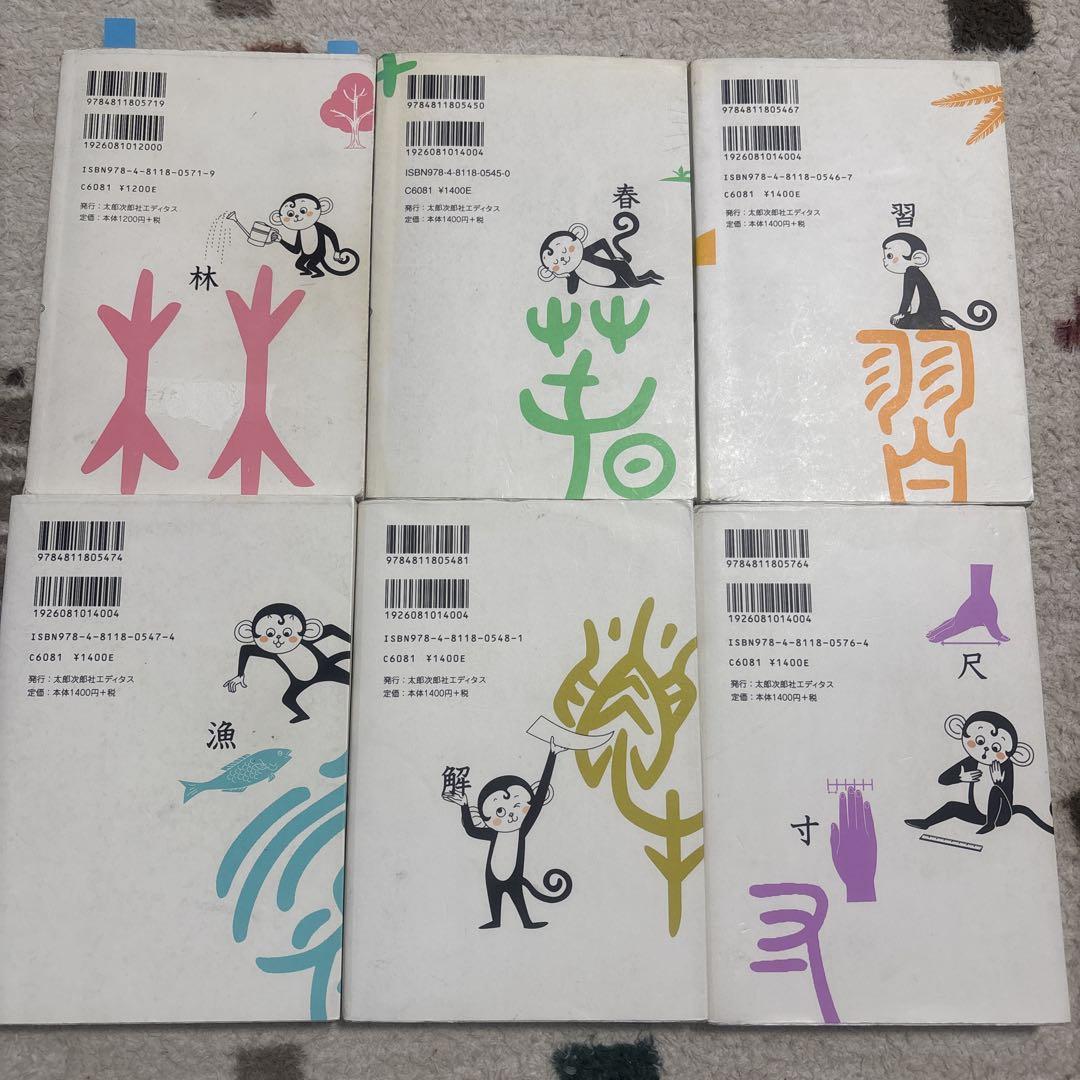 9784811805719
1926081012000
ISBN978-4-8118-0571-9
C6081 ¥1200E
発行：太郎次郎社エディタス
定価：本体1200円+税
林
9784811805450
1926081014004
ISBN978-4-8118-0545-0
C6081 ¥1400E
発行：太郎次郎社エディタス
定価：本体1400円+税
春
9784811805467
1926081014004
ISBN978-4-8118-0546-7
C6081 ¥1400E
発行：太郎次郎社エディタス
定価：本体1400円+税
習
9784811805474
1926081014004
ISBN978-4-8118-0547-4
C6081 ¥1400E
発行：太郎次郎社エディタス
定価：本体1400円+税
漁
9784811805481
1926081014004
ISBN978-4-8118-0548-1
C6081 ¥1400E
発行：太郎次郎社エディタス
定価：本体1400円+税
解
9784811805764
1926081014004
ISBN978-4-8118-0576-4
C6081 ¥1400E
発行：太郎次郎社エディタス
定価：本体1400円+税
尺
寸